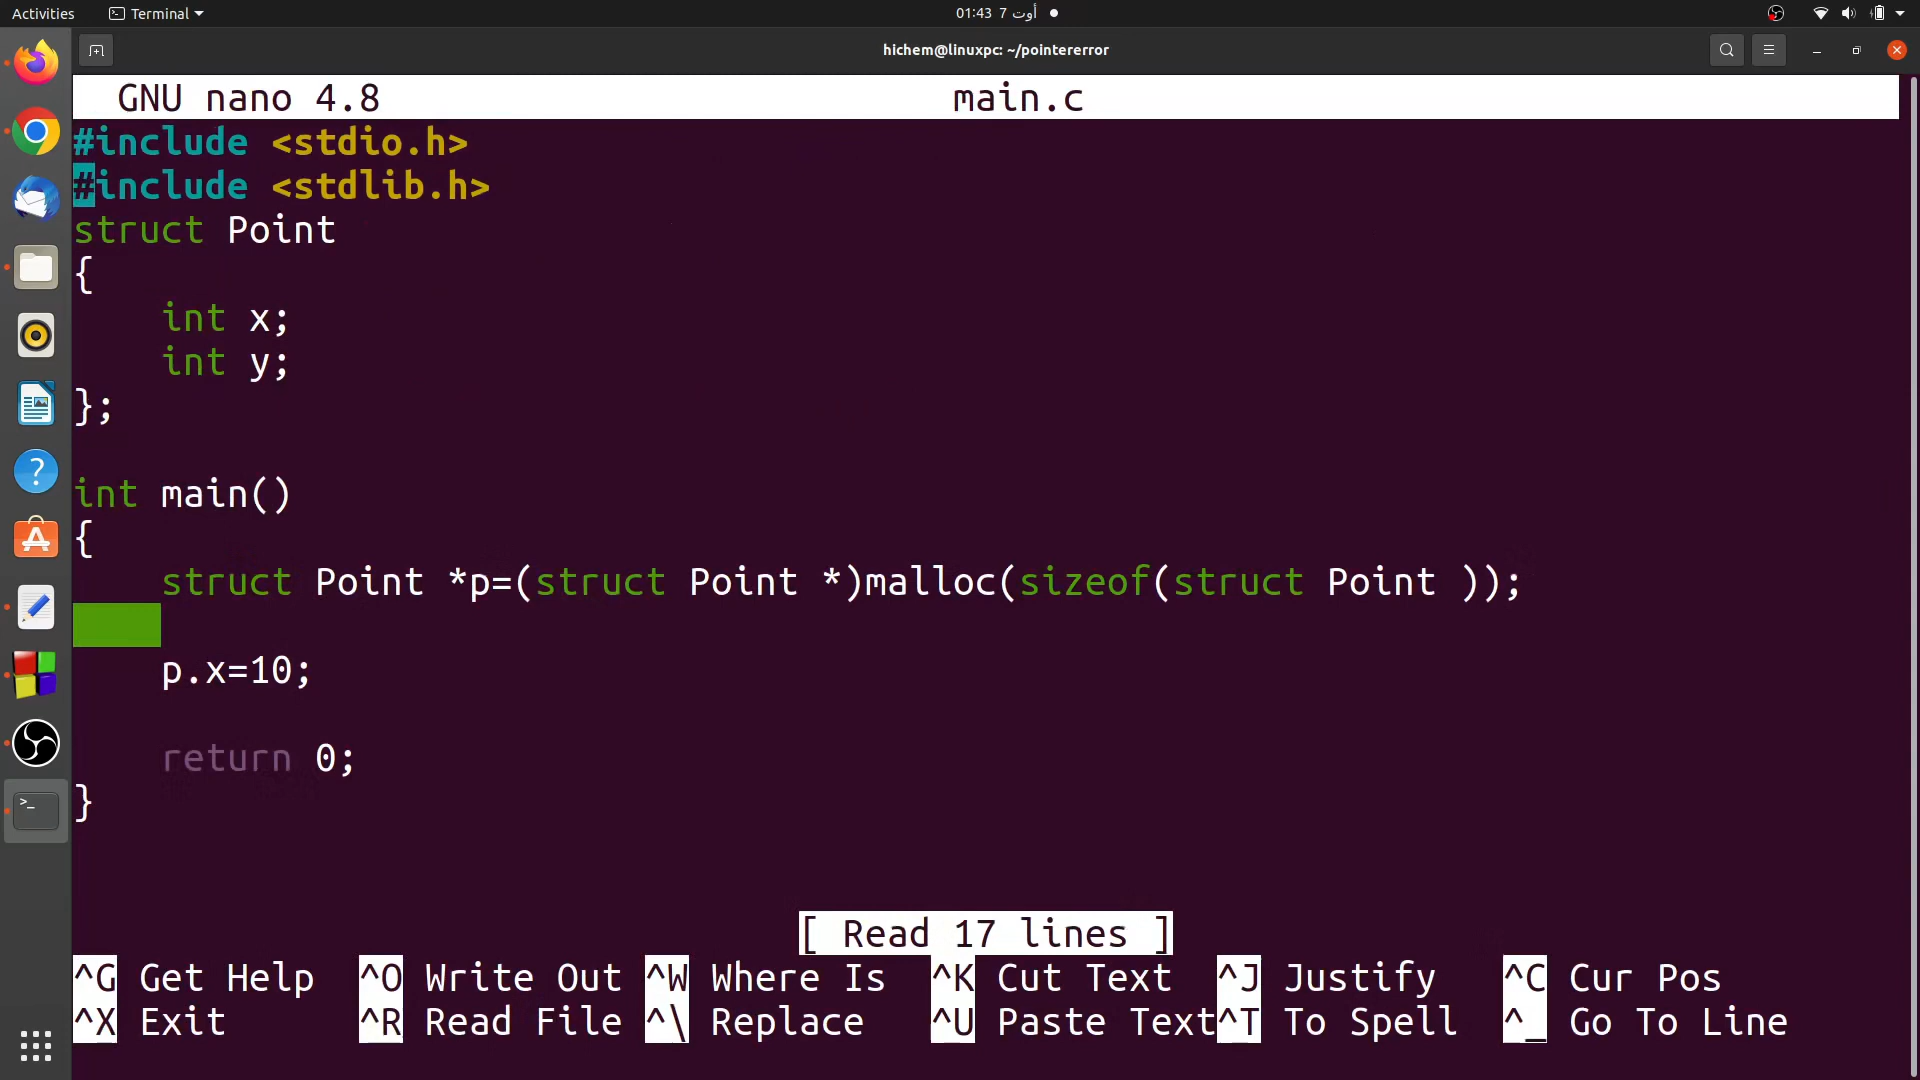 Activities Terminal 01:43 7 أوت
hichem@linuxpc: ~/pointererror
GNU nano 4.8 main.c
#include <stdio.h>
#include <stdlib.h>
struct Point
{
    int x;
    int y;
};
int main()
{
    struct Point *p=(struct Point *)malloc(sizeof(struct Point ));
    p.x=10;
    return 0;
}
[ Read 17 lines ]
^G Get Help ^O Write Out ^W Where Is ^K Cut Text ^J Justify ^C Cur Pos
^X Exit ^R Read File ^\ Replace ^U Paste Text^T To Spell ^_ Go To Line